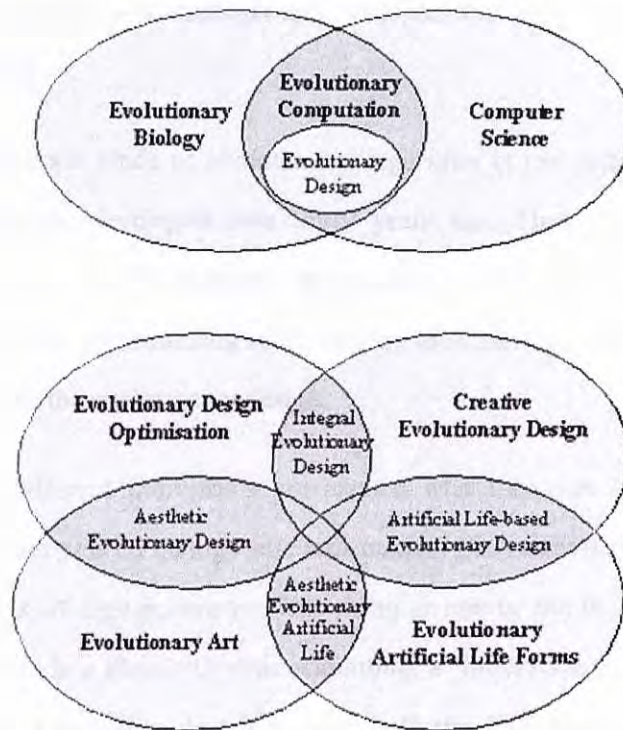 Evolutionary
Biology
Evolutionary
Computation
Evolutionary
Design
Computer
Science
Evolutionary Design
Optimisation
Integral
Evolutionary
Design
Creative
Evolutionary Design
Aesthetic
Evolutionary Design
Artificial Life-based
Evolutionary Design
Evolutionary Art
Aesthetic
Evolutionary
Artificial
Life
Evolutionary
Artificial Life Forms